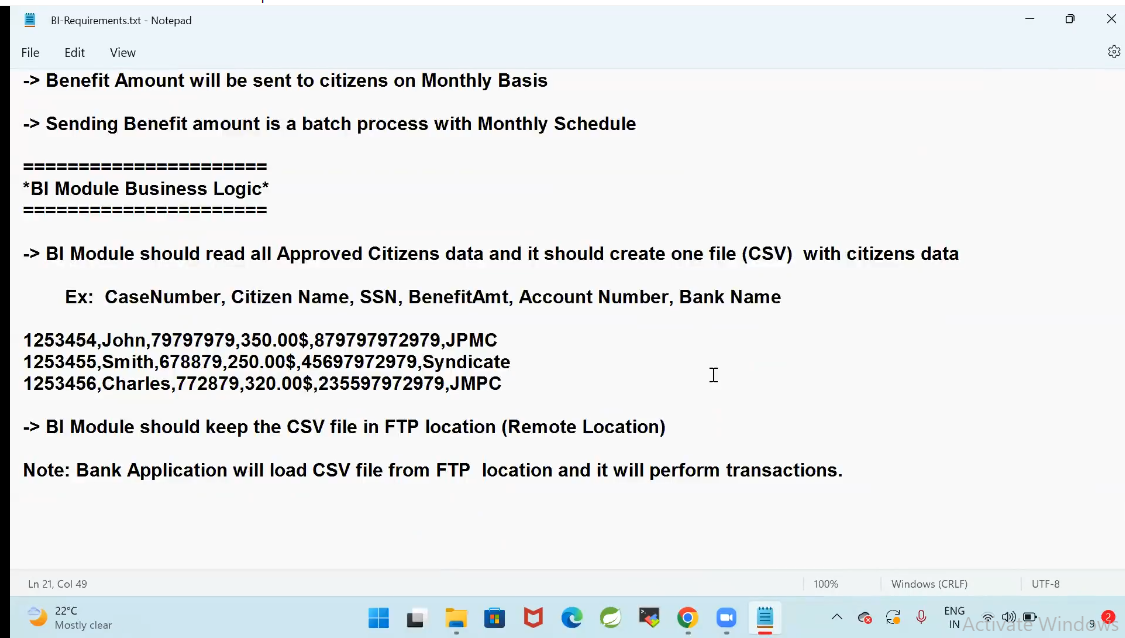 BI-Requirements.txt - Notepad
File Edit View
-> Benefit Amount will be sent to citizens on Monthly Basis
-> Sending Benefit amount is a batch process with Monthly Schedule
======================
*BI Module Business Logic*
======================
-> BI Module should read all Approved Citizens data and it should create one file (CSV)  with citizens data
Ex:  CaseNumber, Citizen Name, SSN, BenefitAmt, Account Number, Bank Name
1253454,John,79797979,350.00$,879797972979,JPMC
1253455,Smith,678879,250.00$,45697972979,Syndicate
1253456,Charles,772879,320.00$,235597972979,JMPC
-> BI Module should keep the CSV file in FTP location (Remote Location)
Note: Bank Application will load CSV file from FTP  location and it will perform transactions.
Ln 21, Col 49 100% Windows (CRLF) UTF-8
22°C
Mostly clear
ENG
IN
Activate Windows
9
2